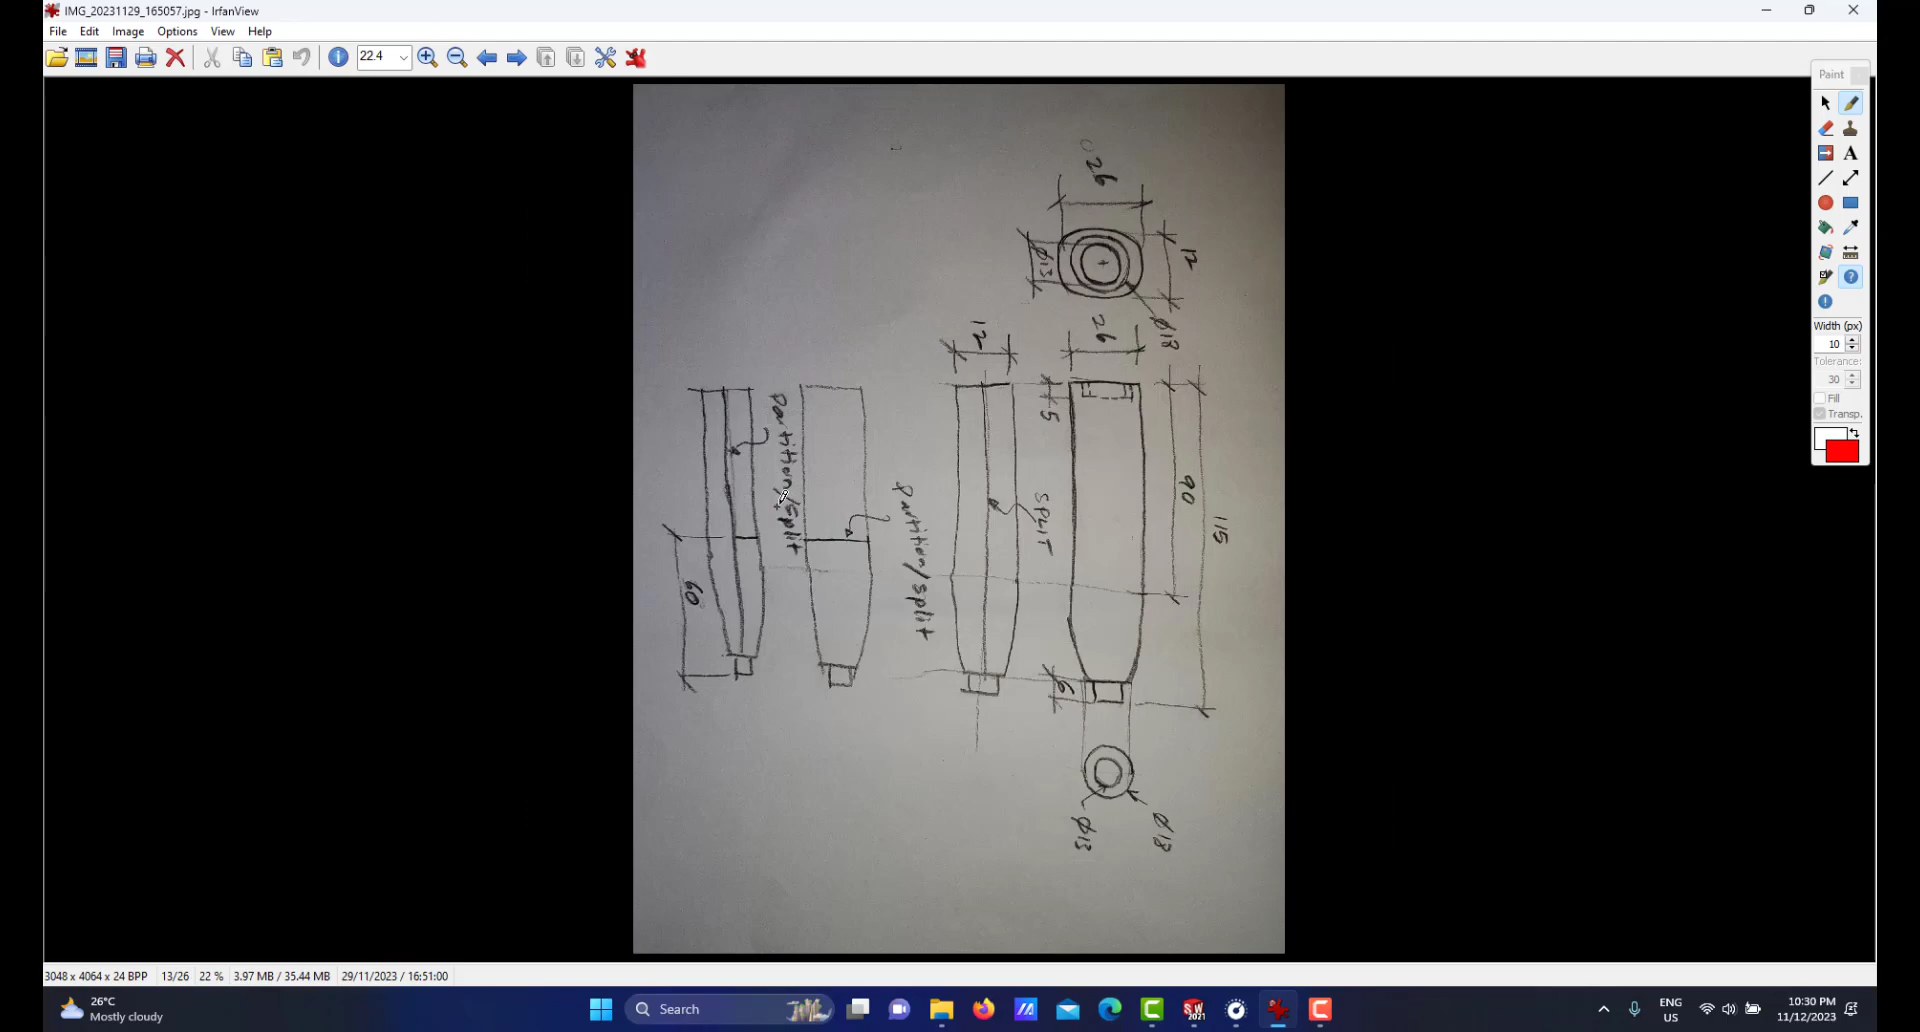 IMG_20231129_165057.jpg - IrfanView
File Edit Image Options View Help
22.4
Paint
A
Width (px)
10
Tolerance:
30
Fill
Transp.
26
12
Ø13
Ø18
12
26
5
90
115
SPLIT
Partition/split
Partition/split
60
6
Ø13
Ø18
3048 x 4064 x 24 BPP 13/26 22 % 3.97 MB / 35.44 MB 29/11/2023 / 16:51:00
26°C
Mostly cloudy
Search
SW
2021
ENG
US
10:30 PM
11/12/2023